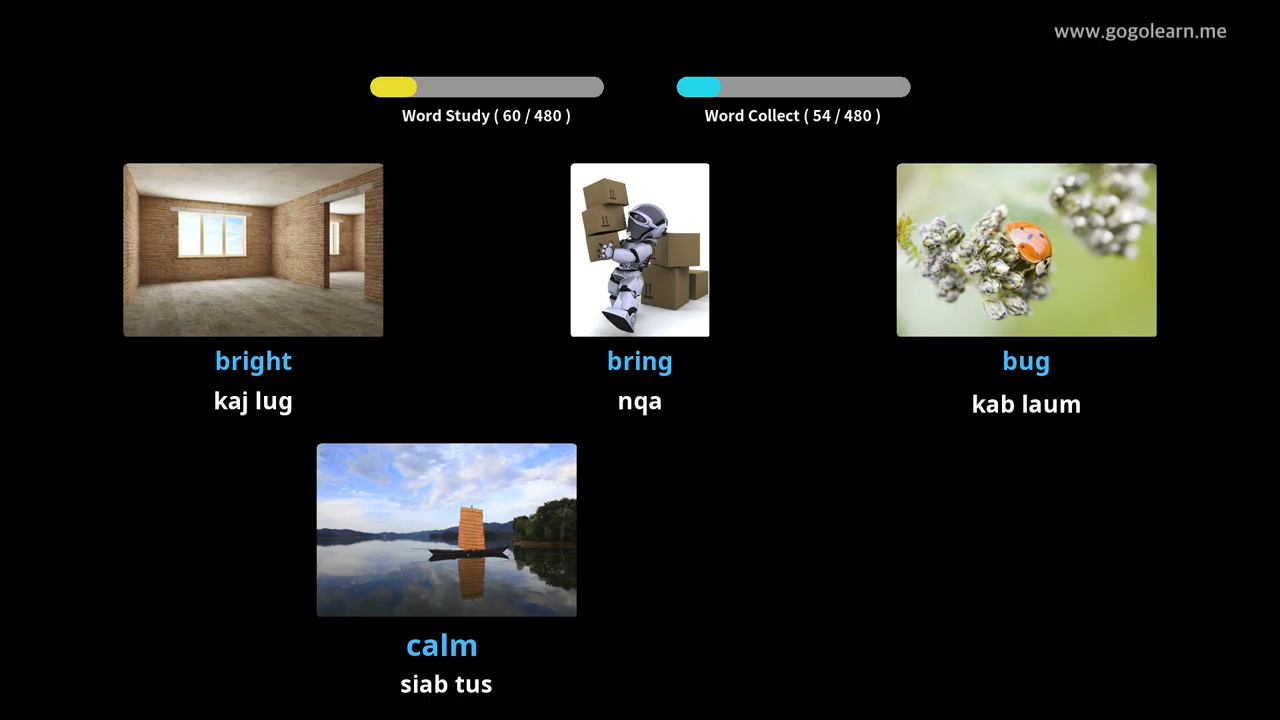 www.gogolearn.me
Word Study ( 60 / 480 )
Word Collect ( 54 / 480 )
bright
kaj lug
bring
nqa
bug
kab laum
calm
siab tus